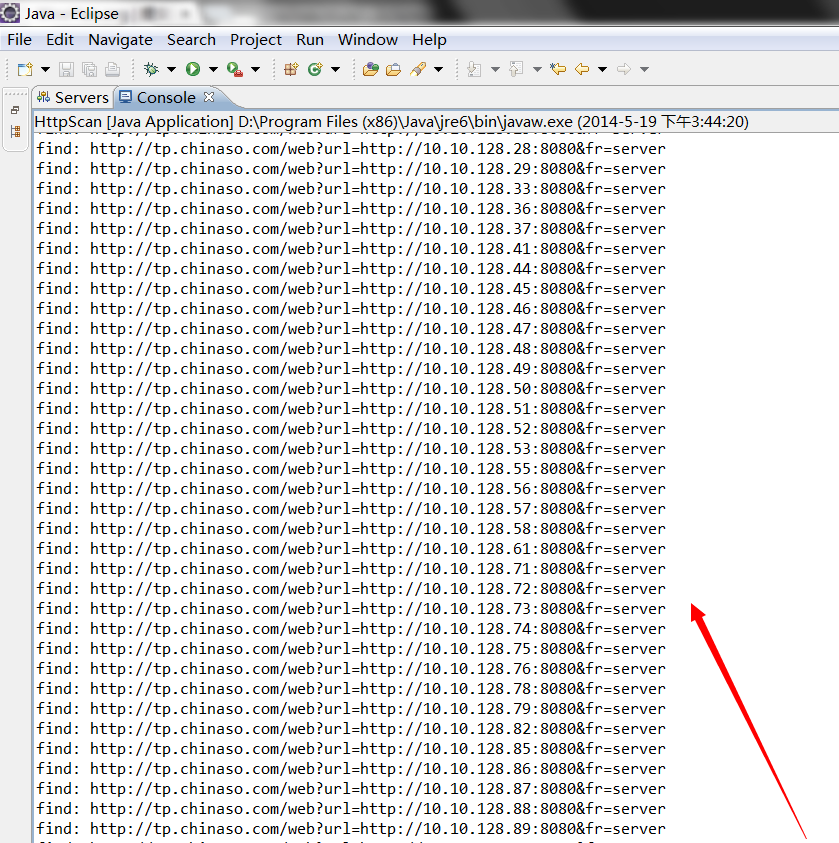 Java - Eclipse
File Edit Navigate Search Project Run Window Help
Servers Console
HttpScan [Java Application] D:\Program Files (x86)\Java\jre6\bin\javaw.exe (2014-5-19 下午3:44:20)
find: http://tp.chinaso.com/web?url=http://10.10.128.28:8080&fr=server
find: http://tp.chinaso.com/web?url=http://10.10.128.29:8080&fr=server
find: http://tp.chinaso.com/web?url=http://10.10.128.33:8080&fr=server
find: http://tp.chinaso.com/web?url=http://10.10.128.36:8080&fr=server
find: http://tp.chinaso.com/web?url=http://10.10.128.37:8080&fr=server
find: http://tp.chinaso.com/web?url=http://10.10.128.41:8080&fr=server
find: http://tp.chinaso.com/web?url=http://10.10.128.44:8080&fr=server
find: http://tp.chinaso.com/web?url=http://10.10.128.45:8080&fr=server
find: http://tp.chinaso.com/web?url=http://10.10.128.46:8080&fr=server
find: http://tp.chinaso.com/web?url=http://10.10.128.47:8080&fr=server
find: http://tp.chinaso.com/web?url=http://10.10.128.48:8080&fr=server
find: http://tp.chinaso.com/web?url=http://10.10.128.49:8080&fr=server
find: http://tp.chinaso.com/web?url=http://10.10.128.50:8080&fr=server
find: http://tp.chinaso.com/web?url=http://10.10.128.51:8080&fr=server
find: http://tp.chinaso.com/web?url=http://10.10.128.52:8080&fr=server
find: http://tp.chinaso.com/web?url=http://10.10.128.53:8080&fr=server
find: http://tp.chinaso.com/web?url=http://10.10.128.55:8080&fr=server
find: http://tp.chinaso.com/web?url=http://10.10.128.56:8080&fr=server
find: http://tp.chinaso.com/web?url=http://10.10.128.57:8080&fr=server
find: http://tp.chinaso.com/web?url=http://10.10.128.58:8080&fr=server
find: http://tp.chinaso.com/web?url=http://10.10.128.61:8080&fr=server
find: http://tp.chinaso.com/web?url=http://10.10.128.71:8080&fr=server
find: http://tp.chinaso.com/web?url=http://10.10.128.72:8080&fr=server
find: http://tp.chinaso.com/web?url=http://10.10.128.73:8080&fr=server
find: http://tp.chinaso.com/web?url=http://10.10.128.74:8080&fr=server
find: http://tp.chinaso.com/web?url=http://10.10.128.75:8080&fr=server
find: http://tp.chinaso.com/web?url=http://10.10.128.76:8080&fr=server
find: http://tp.chinaso.com/web?url=http://10.10.128.78:8080&fr=server
find: http://tp.chinaso.com/web?url=http://10.10.128.79:8080&fr=server
find: http://tp.chinaso.com/web?url=http://10.10.128.82:8080&fr=server
find: http://tp.chinaso.com/web?url=http://10.10.128.85:8080&fr=server
find: http://tp.chinaso.com/web?url=http://10.10.128.86:8080&fr=server
find: http://tp.chinaso.com/web?url=http://10.10.128.87:8080&fr=server
find: http://tp.chinaso.com/web?url=http://10.10.128.88:8080&fr=server
find: http://tp.chinaso.com/web?url=http://10.10.128.89:8080&fr=server